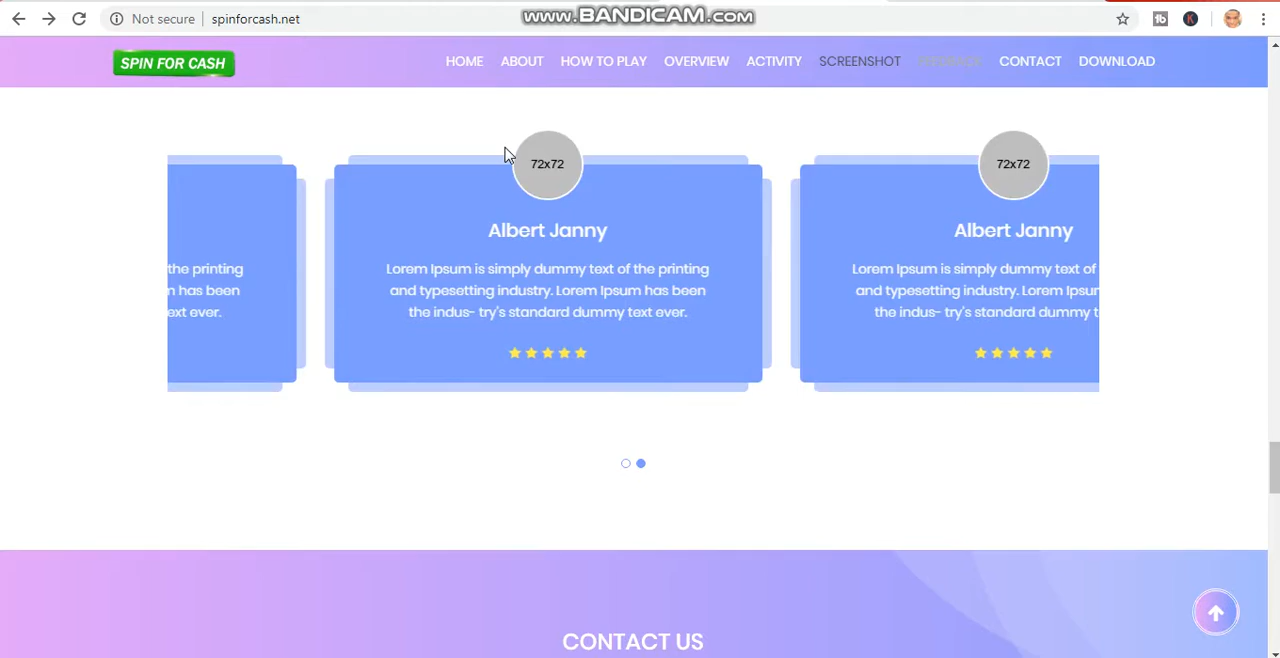 www.BANDICAM.com
Not secure | spinforcash.net
SPIN FOR CASH
HOME ABOUT HOW TO PLAY OVERVIEW ACTIVITY SCREENSHOT CONTACT DOWNLOAD
72x72 72x72
Albert Janny Albert Janny
the printing Lorem Ipsum is simply dummy text of the printing Lorem Ipsum is simply dummy text of
has been and typesetting industry. Lorem Ipsum has been and typesetting industry. Lorem
ext ever. the indus- try's standard dummy text ever. the indus- try's standard dummy t
CONTACT US